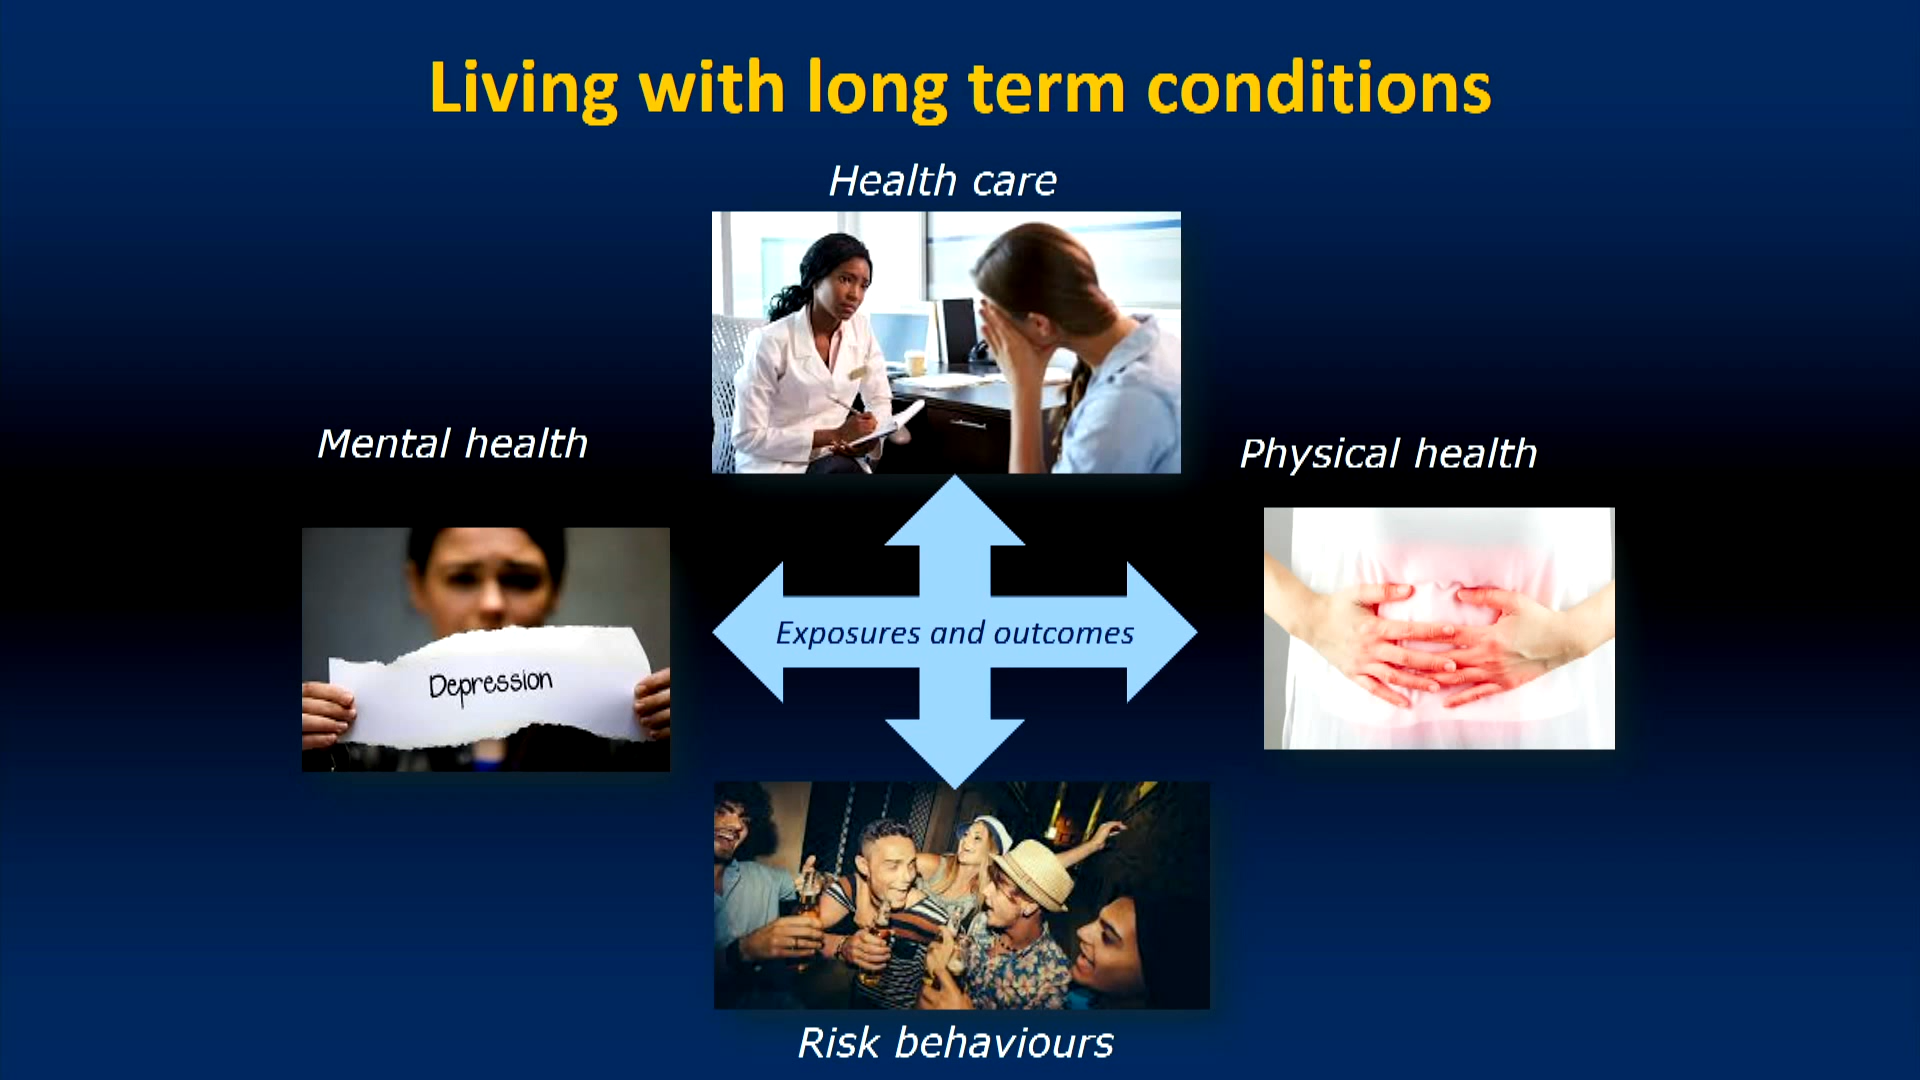 Living with long term conditions
Health care
Mental health
Physical health
Depression
Exposures and outcomes
Risk behaviours